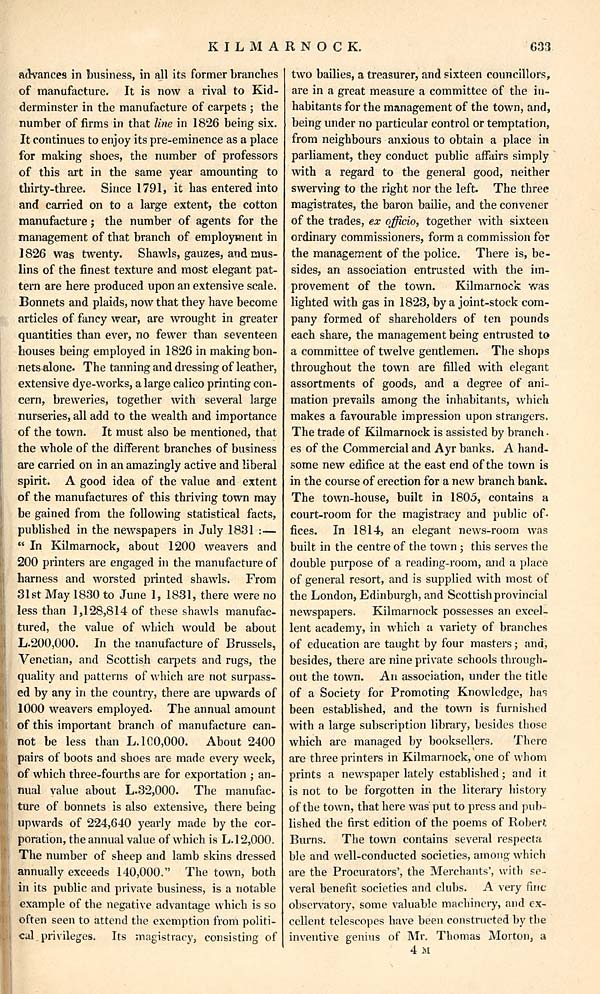 KILMARNOCK. 633
advances in business, in all its former branches
of manufacture. It is now a rival to Kid-
derminster in the manufacture of carpets ; the
number of firms in that line in 1826 being six.
It continues to enjoy its pre-eminence as a place
for making shoes, the number of professors
of this art in the same year amounting to
thirty-three. Since 1791, it has entered into
and carried on to a large extent, the cotton
manufacture ; the number of agents for the
management of that branch of employment in
1826 was twenty. Shawls, gauzes, and mus-
lins of the finest texture and most elegant pat-
tern are here produced upon an extensive scale.
Bonnets and plaids, now that they have become
articles of fancy wear, are wrought in greater
quantities than ever, no fewer than seventeen
houses being employed in 1826 in making bon-
nets alone. The tanning and dressing of leather,
extensive dye-works, a large calico printing con-
cern, breweries, together with several large
nurseries, all add to the wealth and importance
of the town. It must also be mentioned, that
the whole of the different branches of business
are carried on in an amazingly active and liberal
spirit. A good idea of the value and extent
of the manufactures of this thriving town may
be gained from the following statistical facts,
published in the newspapers in July 1831 :—
“ In Kilmarnock, about 1200 weavers and
200 printers are engaged in the manufacture of
harness and worsted printed shawls. From
31st May 1830 to June 1, 1831, there were no
less than 1,128,814 of these shawls manufac-
tured, the value of which would be about
L.200,000. In the manufacture of Brussels,
Venetian, and Scottish carpets and rugs, the
quality and patterns of which are not surpass-
ed by any in the country, there are upwards of
1000 weavers employed. The annual amount
of this important branch of manufacture can-
not be less than L.100,000. About 2400
pairs of boots and shoes are made every week,
of which three-fourths are for exportation ; an-
nual value about L.32,000. The manufac-
ture of bonnets is also extensive, there being
upwards of 224,640 yearly made by the cor-
poration, the annual value of which is L.12,000.
The number of sheep and lamb skins dressed
annually exceeds 140,000.” The town, both
in its public and private business, is a notable
example of the negative advantage which is so
often seen to attend the exemption from politi-
cal privileges. Its magistracy, consisting of
two bailies, a treasurer, and sixteen councillors,
are in a great measure a committee of the in-
habitants for the management of the town, and,
being under no particular control or temptation,
from neighbours anxious to obtain a place in
parliament, they conduct public affairs simply
with a regard to the general good, neither
swerving to the right nor the left. The three
magistrates, the baron bailie, and the convener
of the trades, ex officio, together with sixteen
ordinary commissioners, form a commission for
the management of the police. There is, be-
sides, an association entrusted with the im-
provement of the town. Kilmarnock was
lighted with gas in 1823, by a joint-stock com-
pany formed of shareholders of ten pounds
each share, the management being entrusted to
a committee of twelve gentlemen. The shops
throughout the town are filled with elegant
assortments of goods, and a degree of ani-
mation prevails among the inhabitants, which
makes a favourable impression upon strangers.
The trade of Kilmarnock is assisted by branch-
es of the Commercial and Ayr banks. A hand-
some new edifice at the east end of the town is
in the course of erection for a new branch bank.
The town-house, built in 1805, contains a
court-room for the magistracy and public of-
fices. In 1814, an elegant news-room was
built in the centre of the town ; this serves the
double purpose of a reading-room, and a place
of general resort, and is supplied with most of
the London, Edinburgh, and Scottish provincial
newspapers. Kilmarnock possesses an excel-
lent academy, in which a variety of branches
of education are taught by four masters ; and,
besides, there are nine private schools through-
out the town. An association, under the title
of a Society for Promoting Knowledge, has
been established, and the town is furnished
with a large subscription library, besides those
which are managed by booksellers. There
are three printers in Kilmarnock, one of whom
prints a newspaper lately established ; and it
is not to be forgotten in the literary history
of the town, that here was put to press and pub-
lished the first edition of the poems of Robert
Burns. The town contains several respecta
ble and well-conducted societies, among which
are the Procurators’, the Merchants’, with se-
veral benefit societies and clubs. A very fine
observatory, some valuable machinery, and ex-
cellent telescopes have been constructed by the
inventive genius of Mr. Thomas Morton, a
4 M